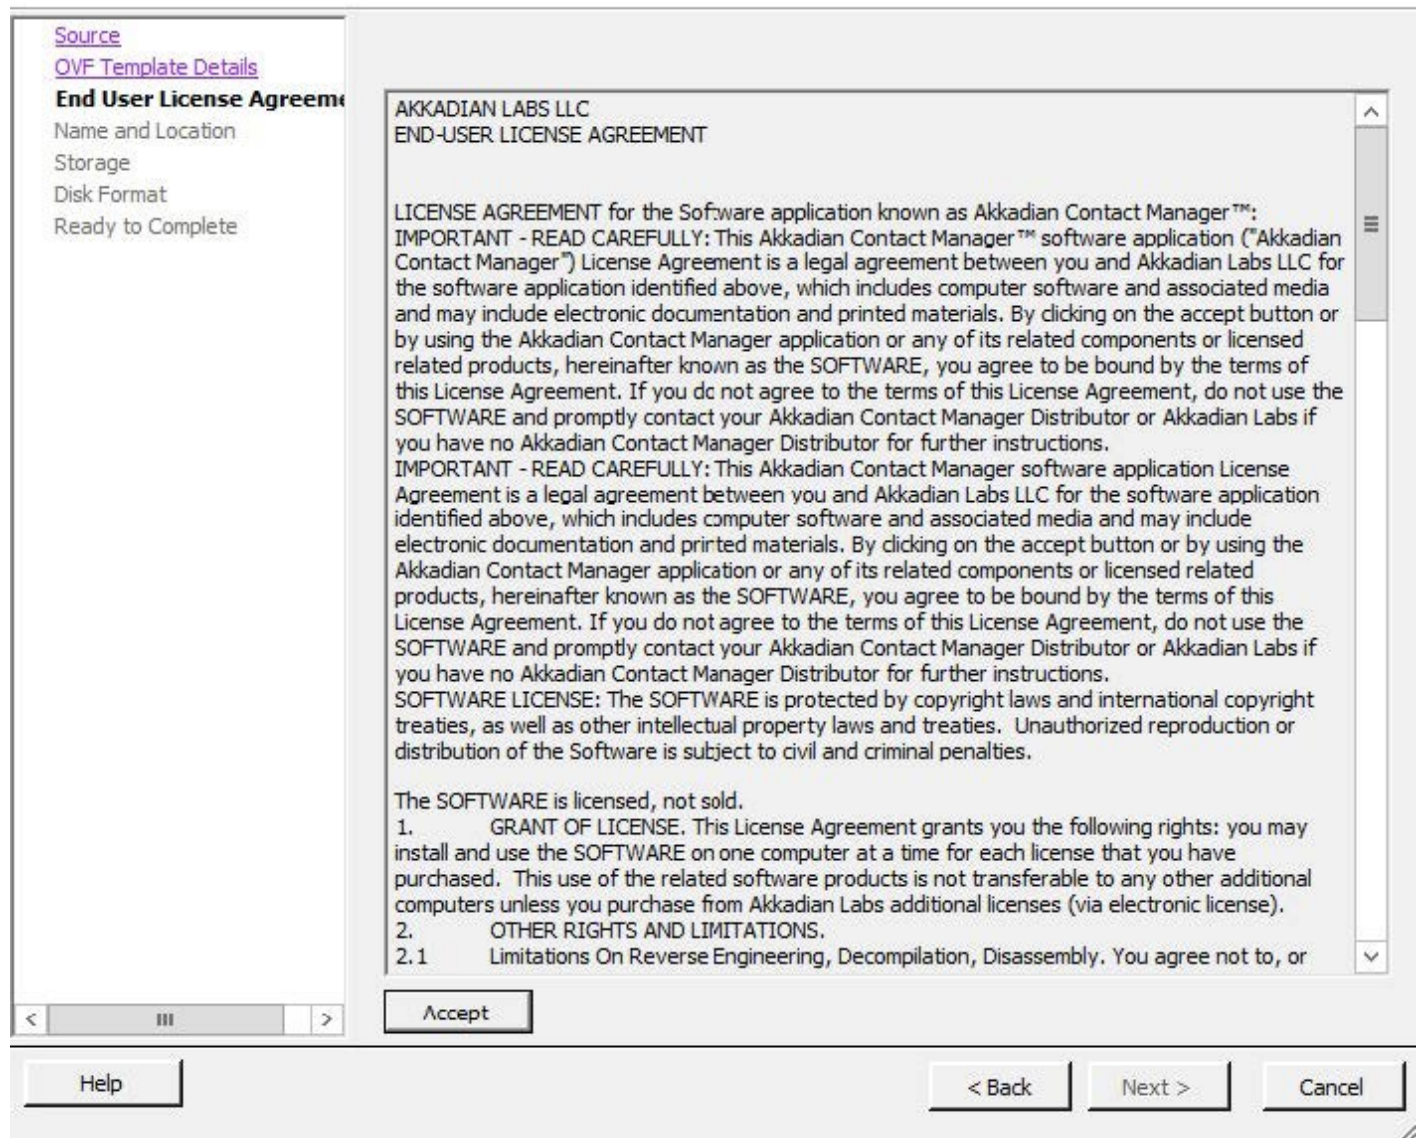 Source
OVF Template Details
End User License Agreeme
Name and Location
Storage
Disk Format
Ready to Complete
AKKADIAN LABS LLC
END-USER LICENSE AGREEMENT
LICENSE AGREEMENT for the Software application known as Akkadian Contact Manager™:
IMPORTANT - READ CAREFULLY: This Akkadian Contact Manager™ software application ("Akkadian
Contact Manager") License Agreement is a legal agreement between you and Akkadian Labs LLC for
the software application identified above, which includes computer software and associated media
and may include electronic documentation and printed materials. By clicking on the accept button or
by using the Akkadian Contact Manager application or any of its related components or licensed
related products, hereinafter known as the SOFTWARE, you agree to be bound by the terms of
this License Agreement. If you do not agree to the terms of this License Agreement, do not use the
SOFTWARE and promptly contact your Akkadian Contact Manager Distributor or Akkadian Labs if
you have no Akkadian Contact Manager Distributor for further instructions.
IMPORTANT - READ CAREFULLY: This Akkadian Contact Manager software application License
Agreement is a legal agreement between you and Akkadian Labs LLC for the software application
identified above, which includes computer software and associated media and may include
electronic documentation and printed materials. By clicking on the accept button or by using the
Akkadian Contact Manager application or any of its related components or licensed related
products, hereinafter known as the SOFTWARE, you agree to be bound by the terms of this
License Agreement. If you do not agree to the terms of this License Agreement, do not use the
SOFTWARE and promptly contact your Akkadian Contact Manager Distributor or Akkadian Labs if
you have no Akkadian Contact Manager Distributor for further instructions.
SOFTWARE LICENSE: The SOFTWARE is protected by copyright laws and international copyright
treaties, as well as other intellectual property laws and treaties. Unauthorized reproduction or
distribution of the Software is subject to civil and criminal penalties.
The SOFTWARE is licensed, not sold.
1. GRANT OF LICENSE. This License Agreement grants you the following rights: you may
install and use the SOFTWARE on one computer at a time for each license that you have
purchased. This use of the related software products is not transferable to any other additional
computers unless you purchase from Akkadian Labs additional licenses (via electronic license).
2. OTHER RIGHTS AND LIMITATIONS.
2.1 Limitations On Reverse Engineering, Decompilation, Disassembly. You agree not to, or
Accept
Help
< Back
Next >
Cancel